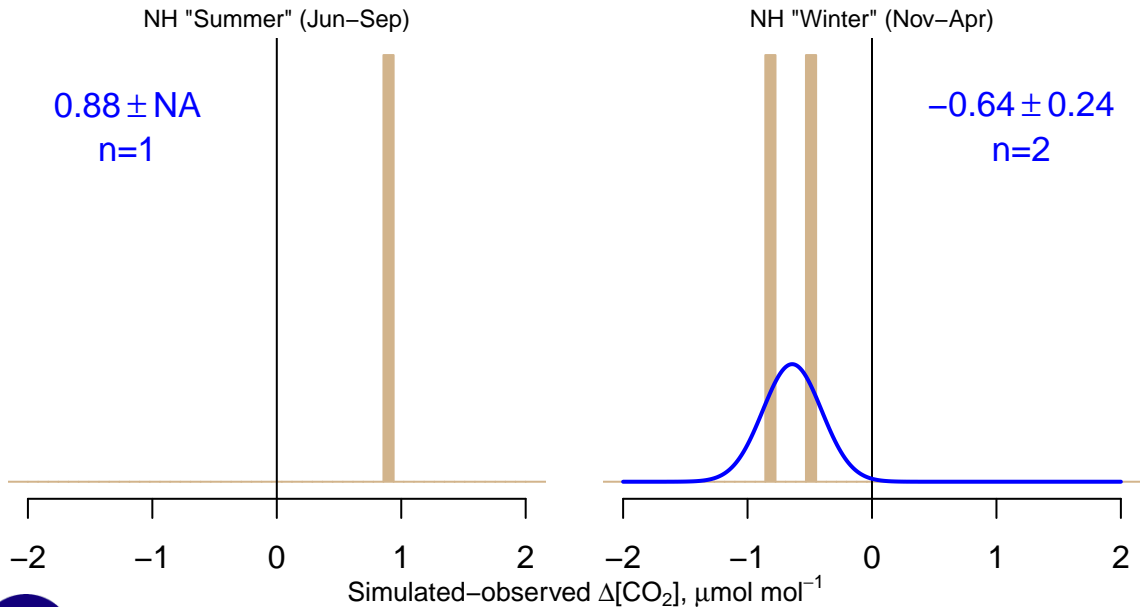 NH "Summer" (Jun−Sep)
0.88 ± NA
n=1
−2 −1 0 1 2
NH "Winter" (Nov−Apr)
−0.64 ± 0.24
n=2
−2 −1 0 1 2
Simulated−observed Δ[CO₂], μmol mol⁻¹